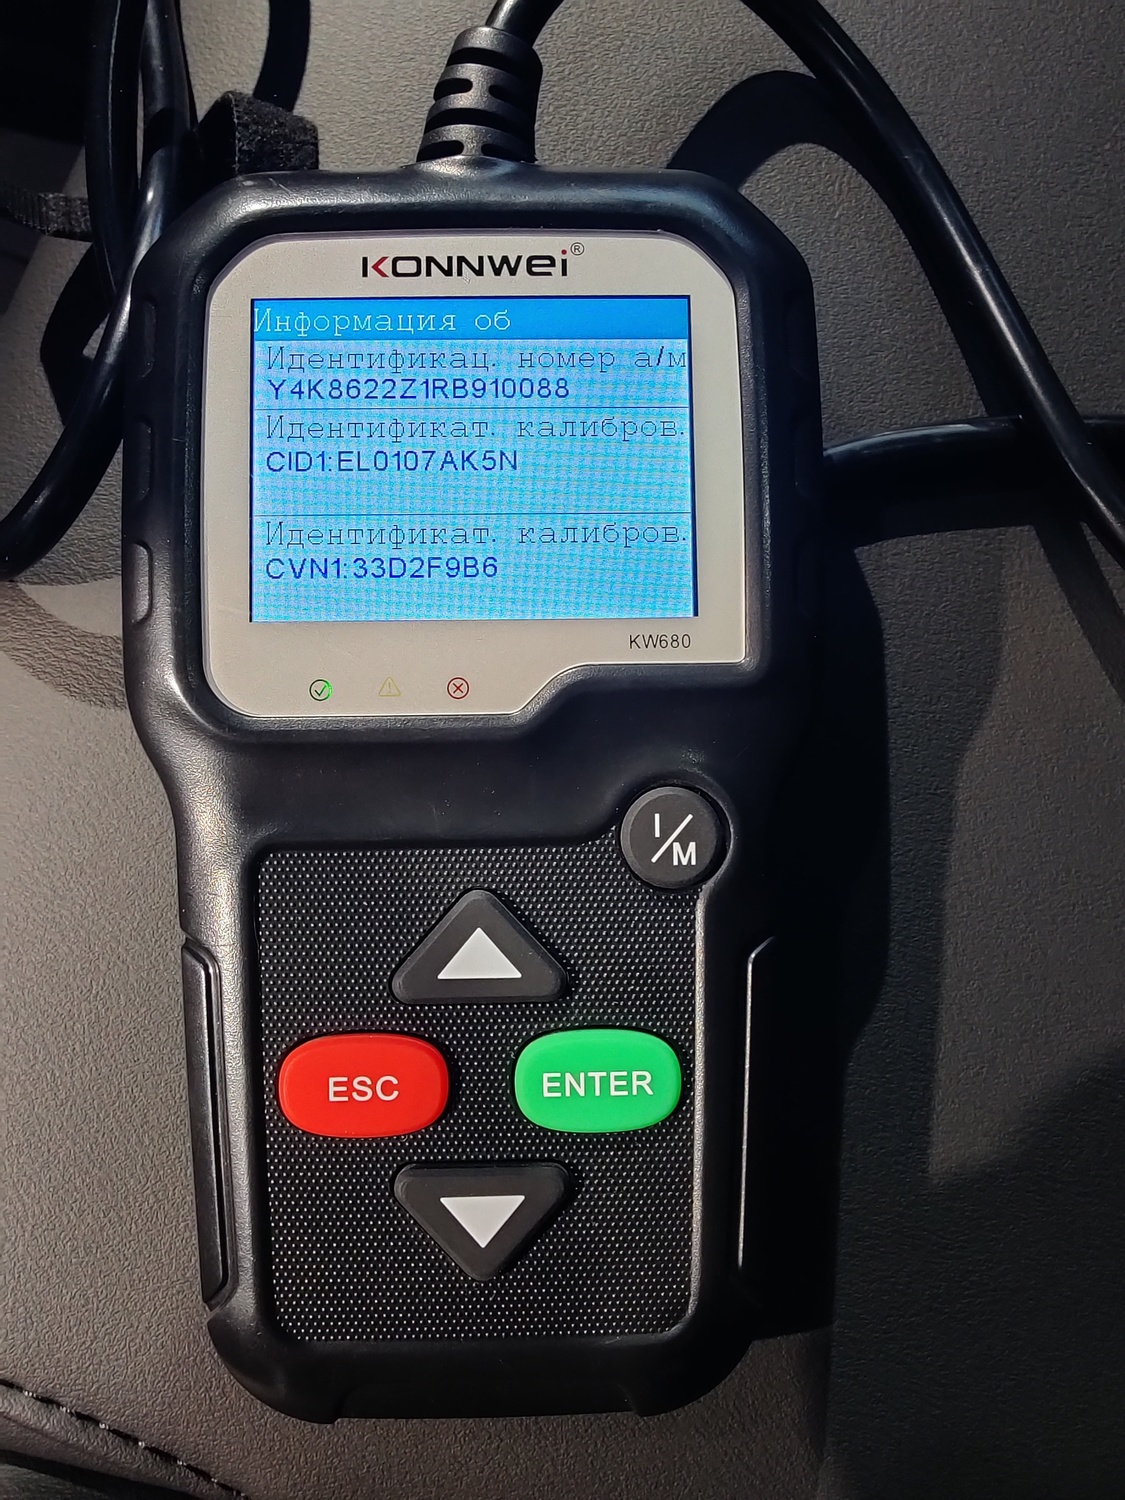 KONNWEI®
Информация об
Идентификац. номер а/м
Y4K8622Z1RB910088
Идентификат. калибров.
CID1:EL0107AK5N
Идентификат. калибров.
CVN1:33D2F9B6
KW680
I/M
ESC
ENTER